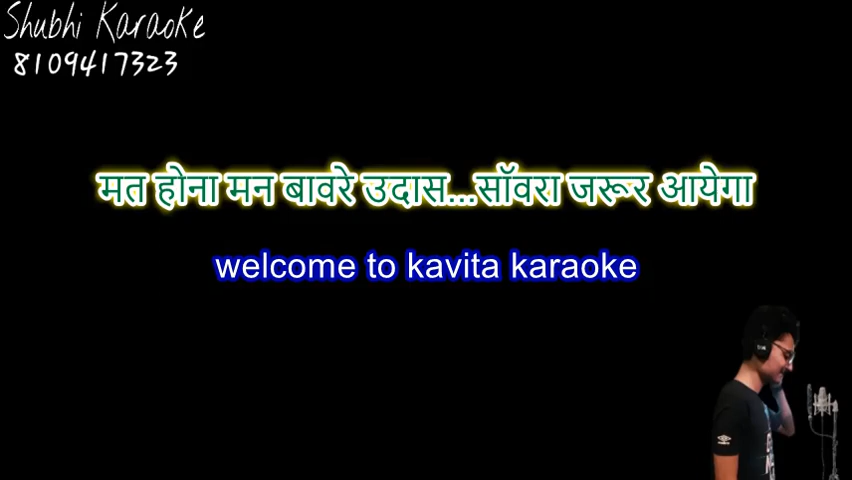 Shubhi Karaoke
8109417323
मत होना मन बावरे उदास...सॉवरा जरूर आयेगा
welcome to kavita karaoke